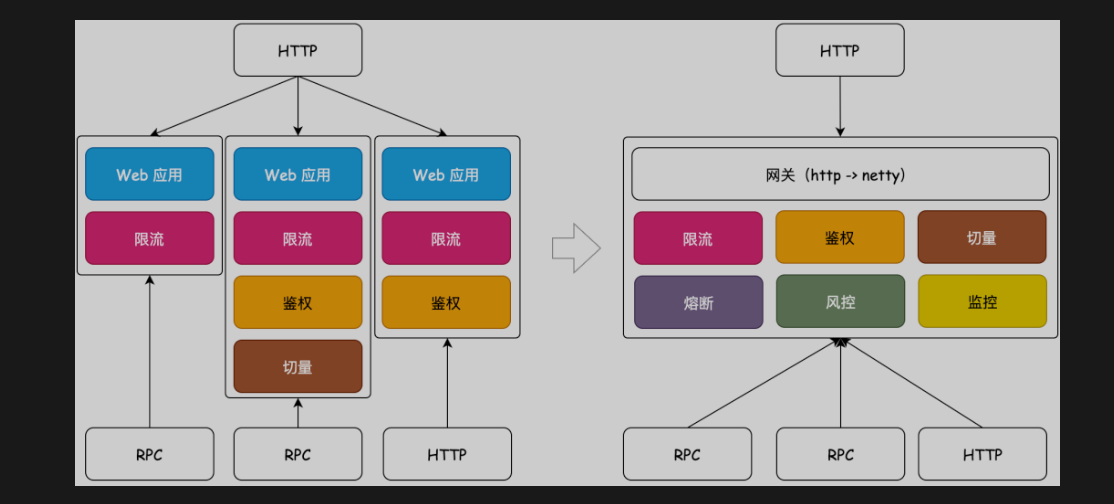 HTTP
Web 应用
限流
Web 应用
限流
鉴权
切量
Web 应用
限流
鉴权
RPC
RPC
HTTP
HTTP
网关（http -> netty）
限流
鉴权
切量
熔断
风控
监控
RPC
RPC
HTTP